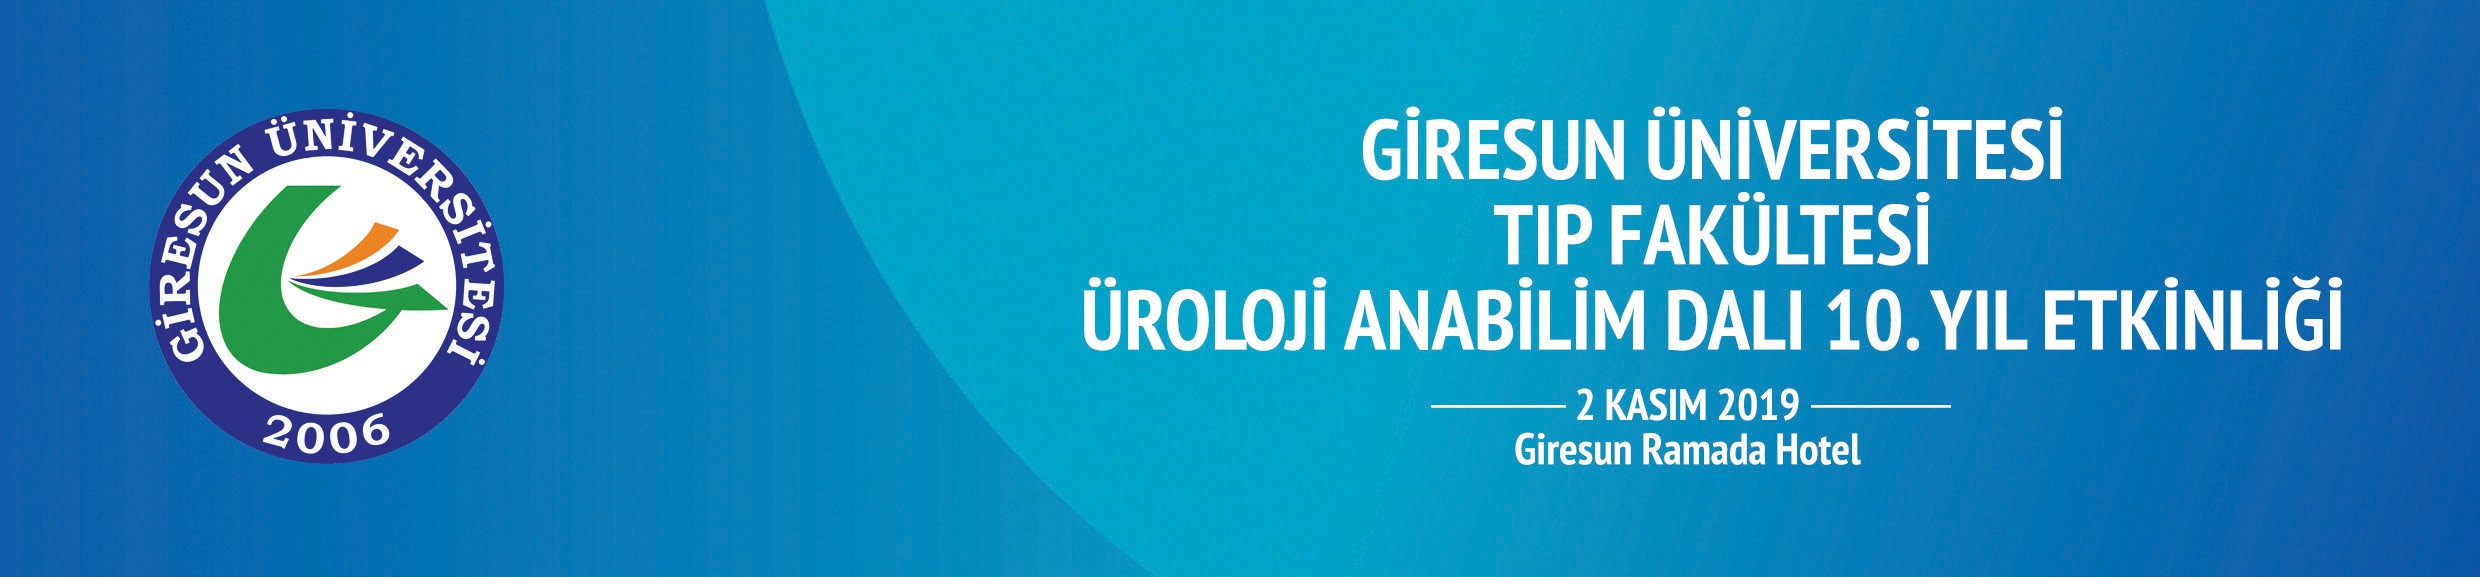 GİRESUN ÜNİVERSİTESİ
2006
GİRESUN ÜNİVERSİTESİ
TIP FAKÜLTESİ
ÜROLOJİ ANABİLİM DALI 10. YIL ETKİNLİĞİ
2 KASIM 2019
Giresun Ramada Hotel